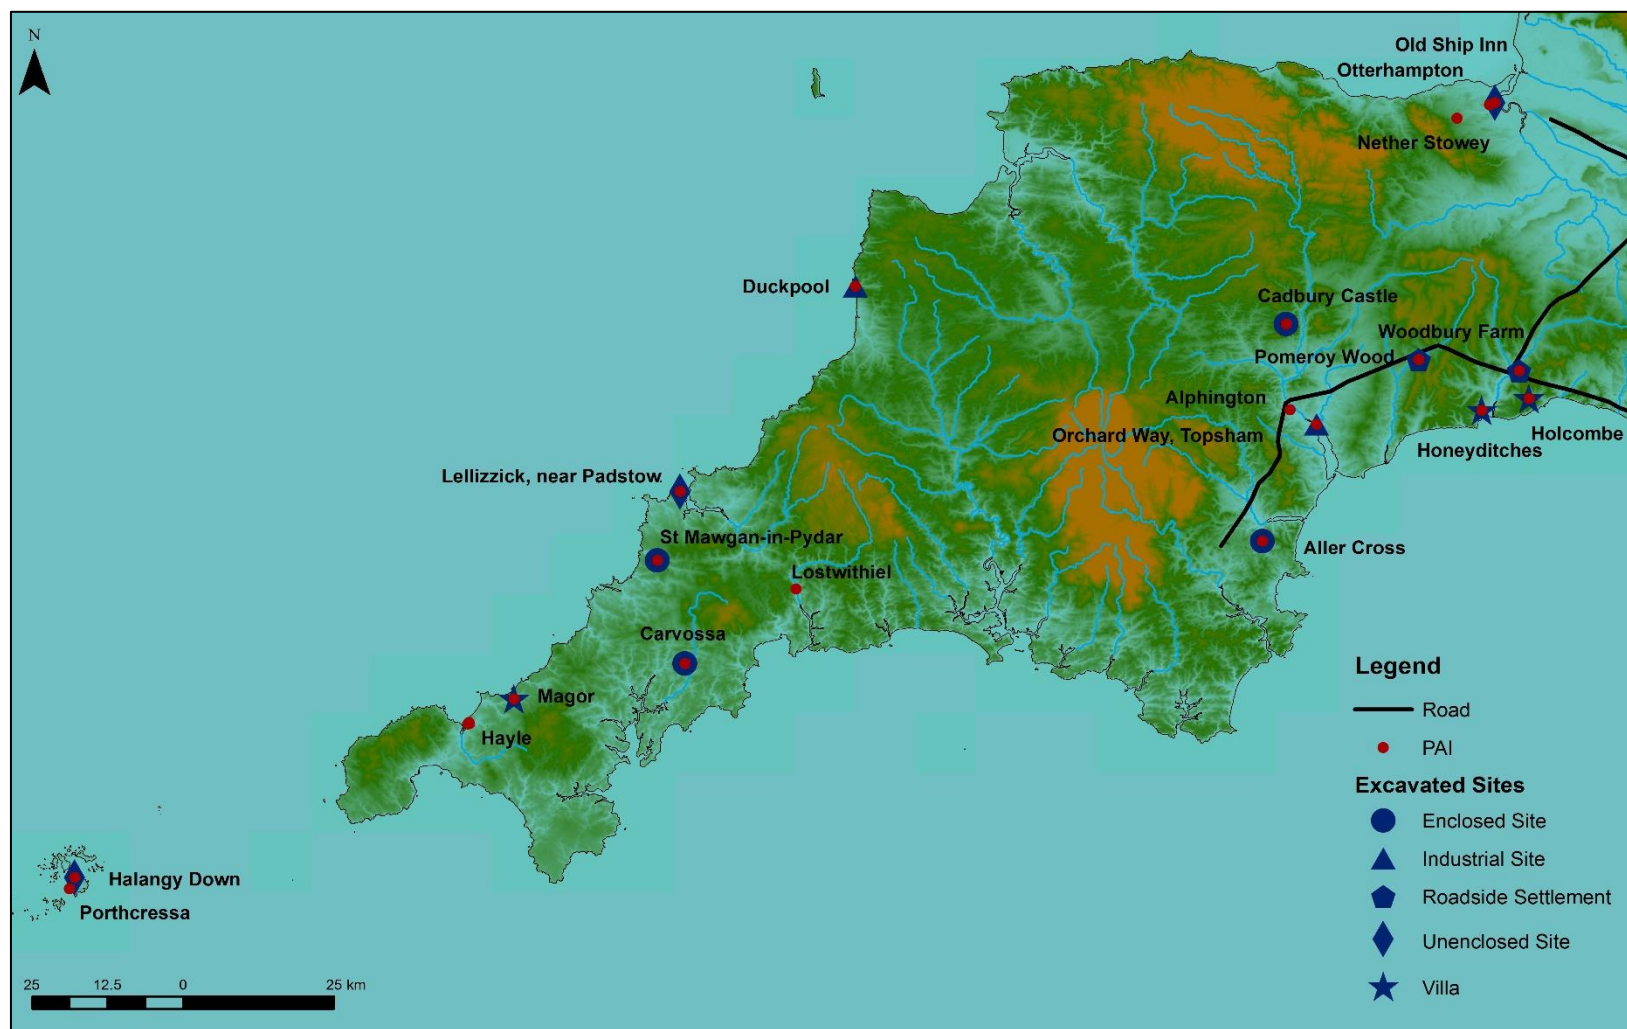 N
Old Ship Inn
Otterhampton
Nether Stowey
Duckpool
Cadbury Castle
Woodbury Farm
Pomeroy Wood
Alphington
Orchard Way, Topsham
Holcombe
Honeyditches
Lellizzick, near Padstow
St Mawgan-in-Pydar
Aller Cross
Lostwithiel
Carvossa
Magor
Hayle
Halangy Down
Porthcressa
Legend
Road
PAI
Excavated Sites
Enclosed Site
Industrial Site
Roadside Settlement
Unenclosed Site
Villa
25 12.5 0 25 km